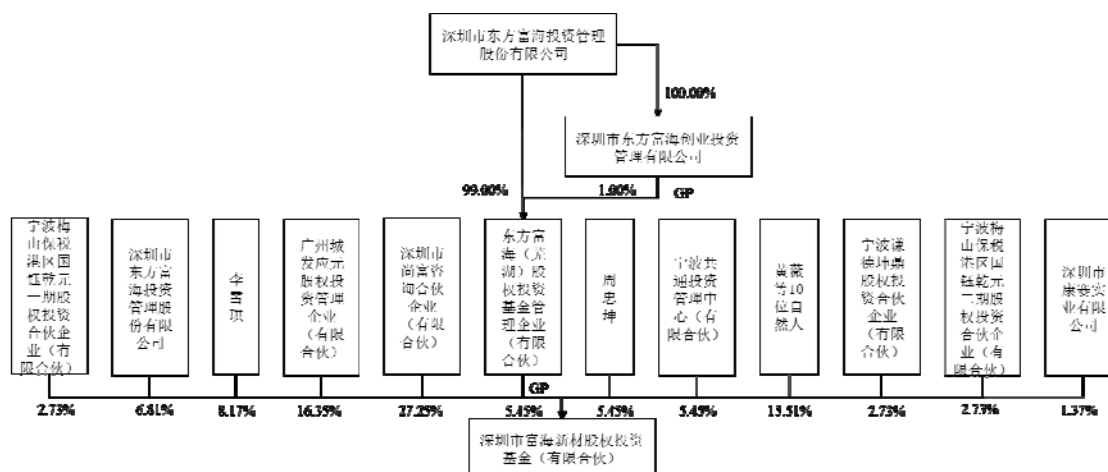 深圳市东方富海投资管理
股份有限公司
100.00%
深圳市东方富海创业投资
管理有限公司
99.00%
1.00%
GP
宁波梅
山保税
港区国
钰乾元
一期股
权投资
合伙企
业（有
限合伙）
深圳市
东方富
海投资
管理股
份有限
公司
李
雪
广州城
发应元
股权投
资管理
企业
（有限
合伙）
深圳市
尚富咨
询合伙
企业
（有限
合伙）
东方富
海（芜
湖）股
权投资
基金管
理企业
（有限
合伙）
周
忠
坤
宁波共
通投资
管理中
心（有
限合伙）
黄薇
等10
位自
然人
宁波谦
德坤鼎
股权投
资合伙
企业
（有限
合伙）
宁波梅
山保税
港区国
钰乾元
二期股
权投资
合伙企
业（有
限合伙）
深圳市
康赛实
业有限
公司
GP
2.73%
6.81%
8.17%
16.35%
27.25%
5.45%
5.45%
5.45%
13.51%
2.73%
2.73%
1.37%
深圳市富海新材股权投资
基金（有限合伙）